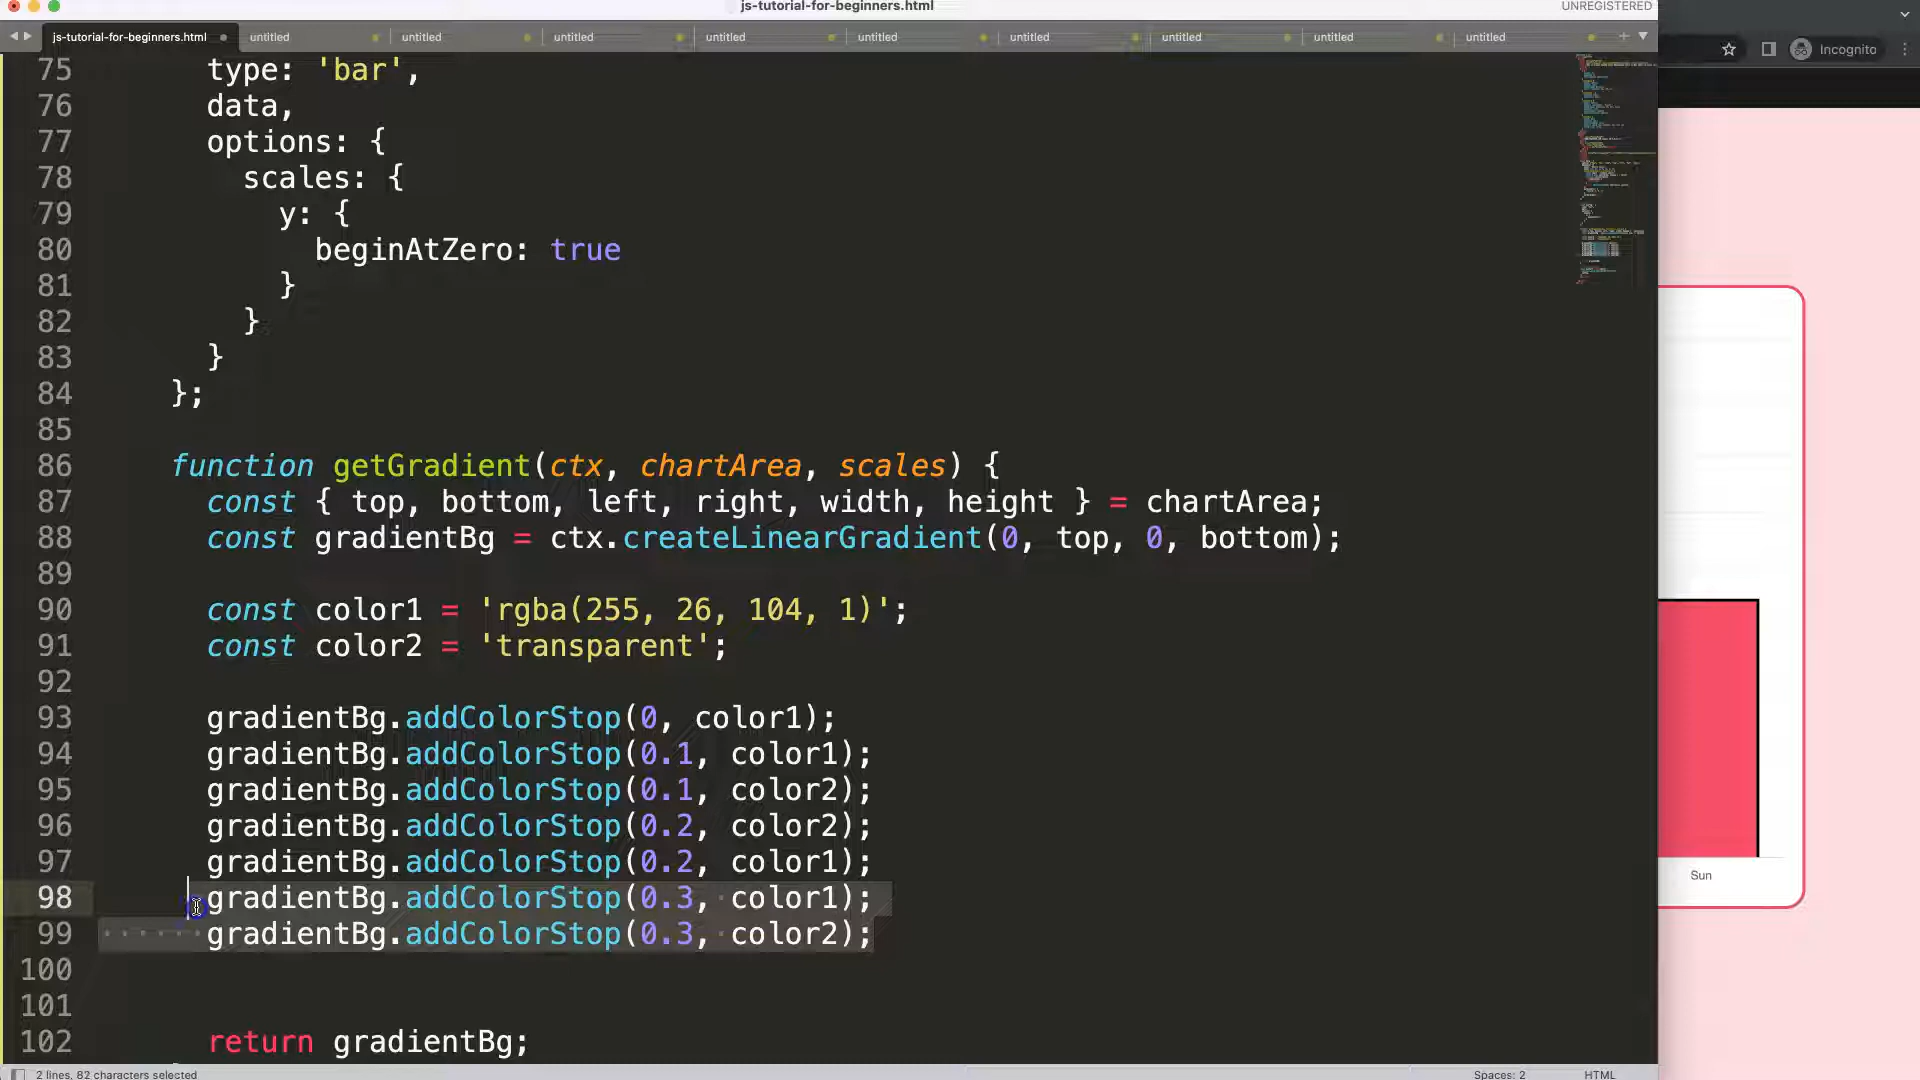 js-tutorial-for-beginners.html
UNREGISTERED
js-tutorial-for-beginners.html untitled untitled untitled untitled untitled untitled untitled untitled untitled
Incognito
75 type: 'bar',
76 data,
77 options: {
78 scales: {
79 y: {
80 beginAtZero: true
81 }
82 }
83 }
84 };
85
86 function getGradient(ctx, chartArea, scales) {
87 const { top, bottom, left, right, width, height } = chartArea;
88 const gradientBg = ctx.createLinearGradient(0, top, 0, bottom);
89
90 const color1 = 'rgba(255, 26, 104, 1)';
91 const color2 = 'transparent';
92
93 gradientBg.addColorStop(0, color1);
94 gradientBg.addColorStop(0.1, color1);
95 gradientBg.addColorStop(0.1, color2);
96 gradientBg.addColorStop(0.2, color2);
97 gradientBg.addColorStop(0.2, color1);
98 gradientBg.addColorStop(0.3, color1);
99 gradientBg.addColorStop(0.3, color2);
100
101
102 return gradientBg;
Sun
2 lines, 82 characters selected
Spaces: 2
HTML